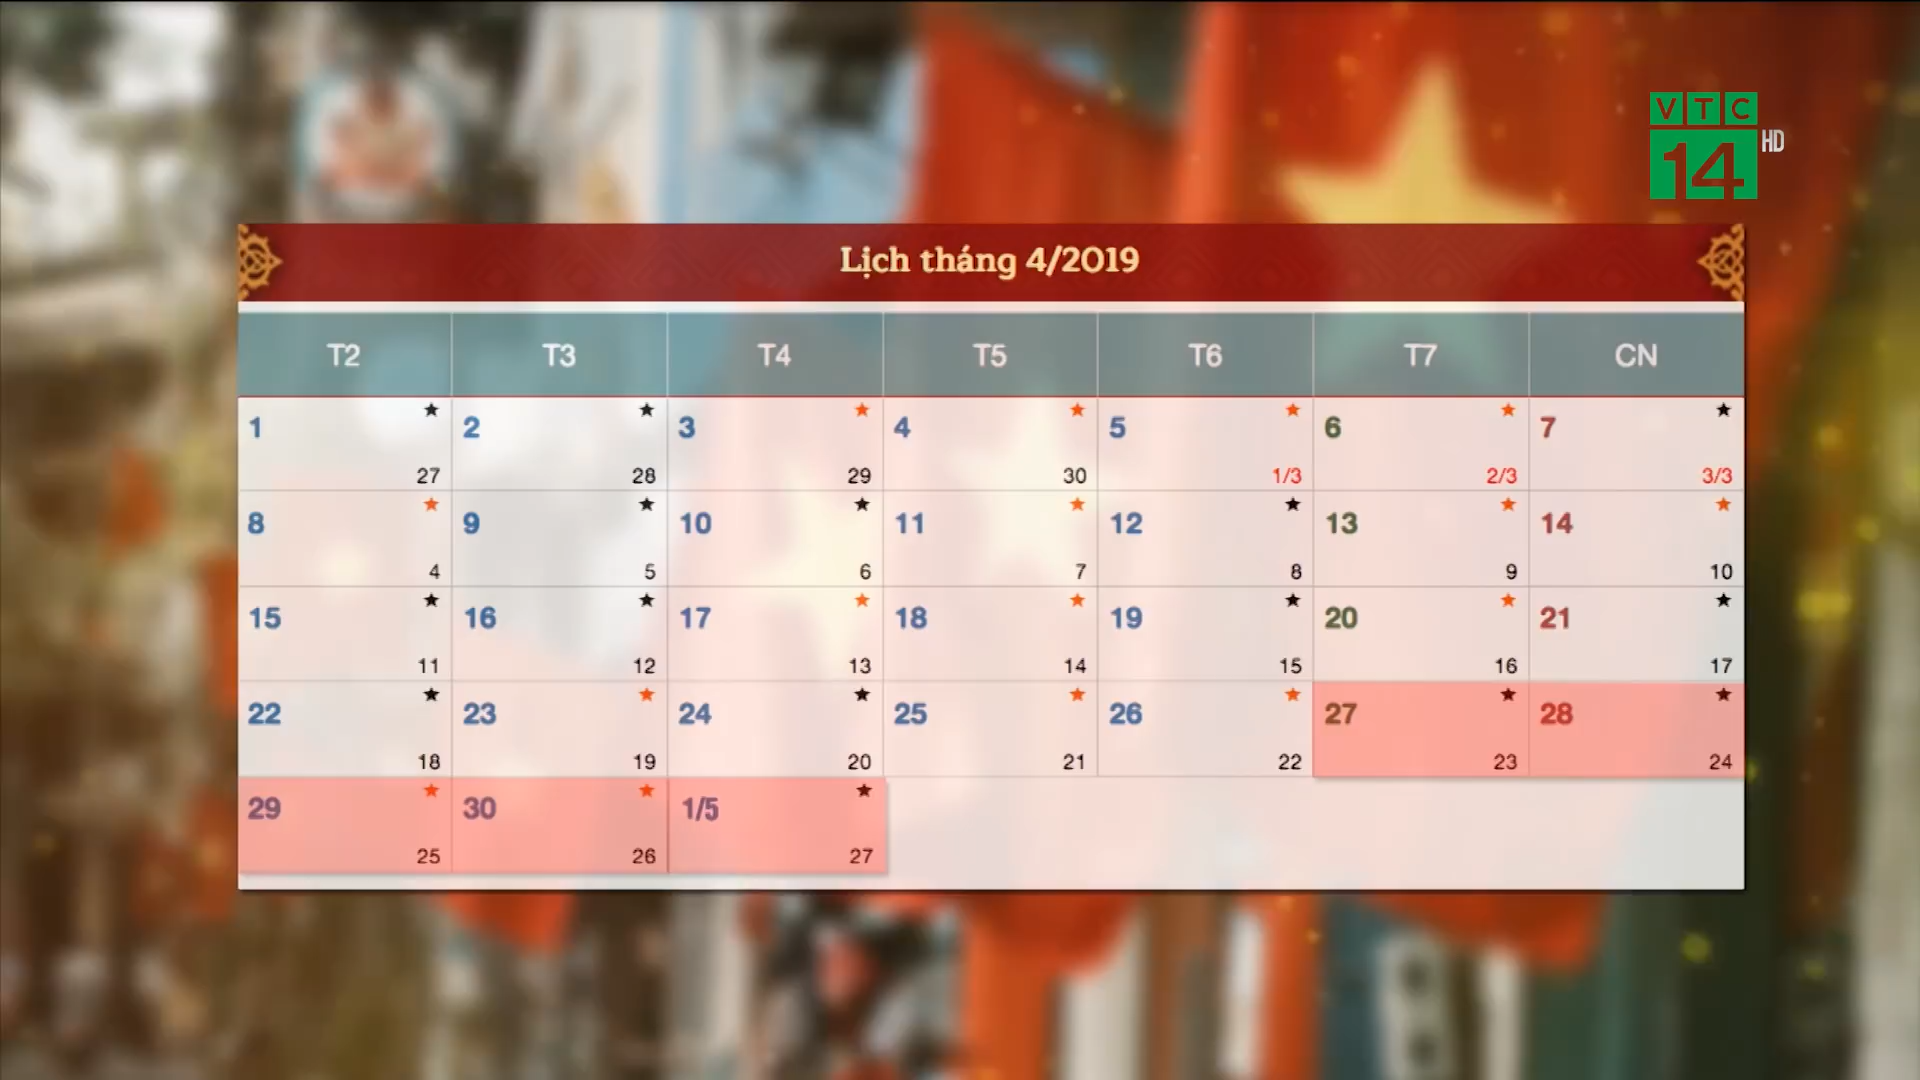 VTC
14 HD
Lịch tháng 4/2019
T2 T3 T4 T5 T6 T7 CN
1 2 3 4 5 6 7
27 28 29 30 1/3 2/3 3/3
8 9 10 11 12 13 14
4 5 6 7 8 9 10
15 16 17 18 19 20 21
11 12 13 14 15 16 17
22 23 24 25 26 27 28
18 19 20 21 22 23 24
29 30 1/5
25 26 27